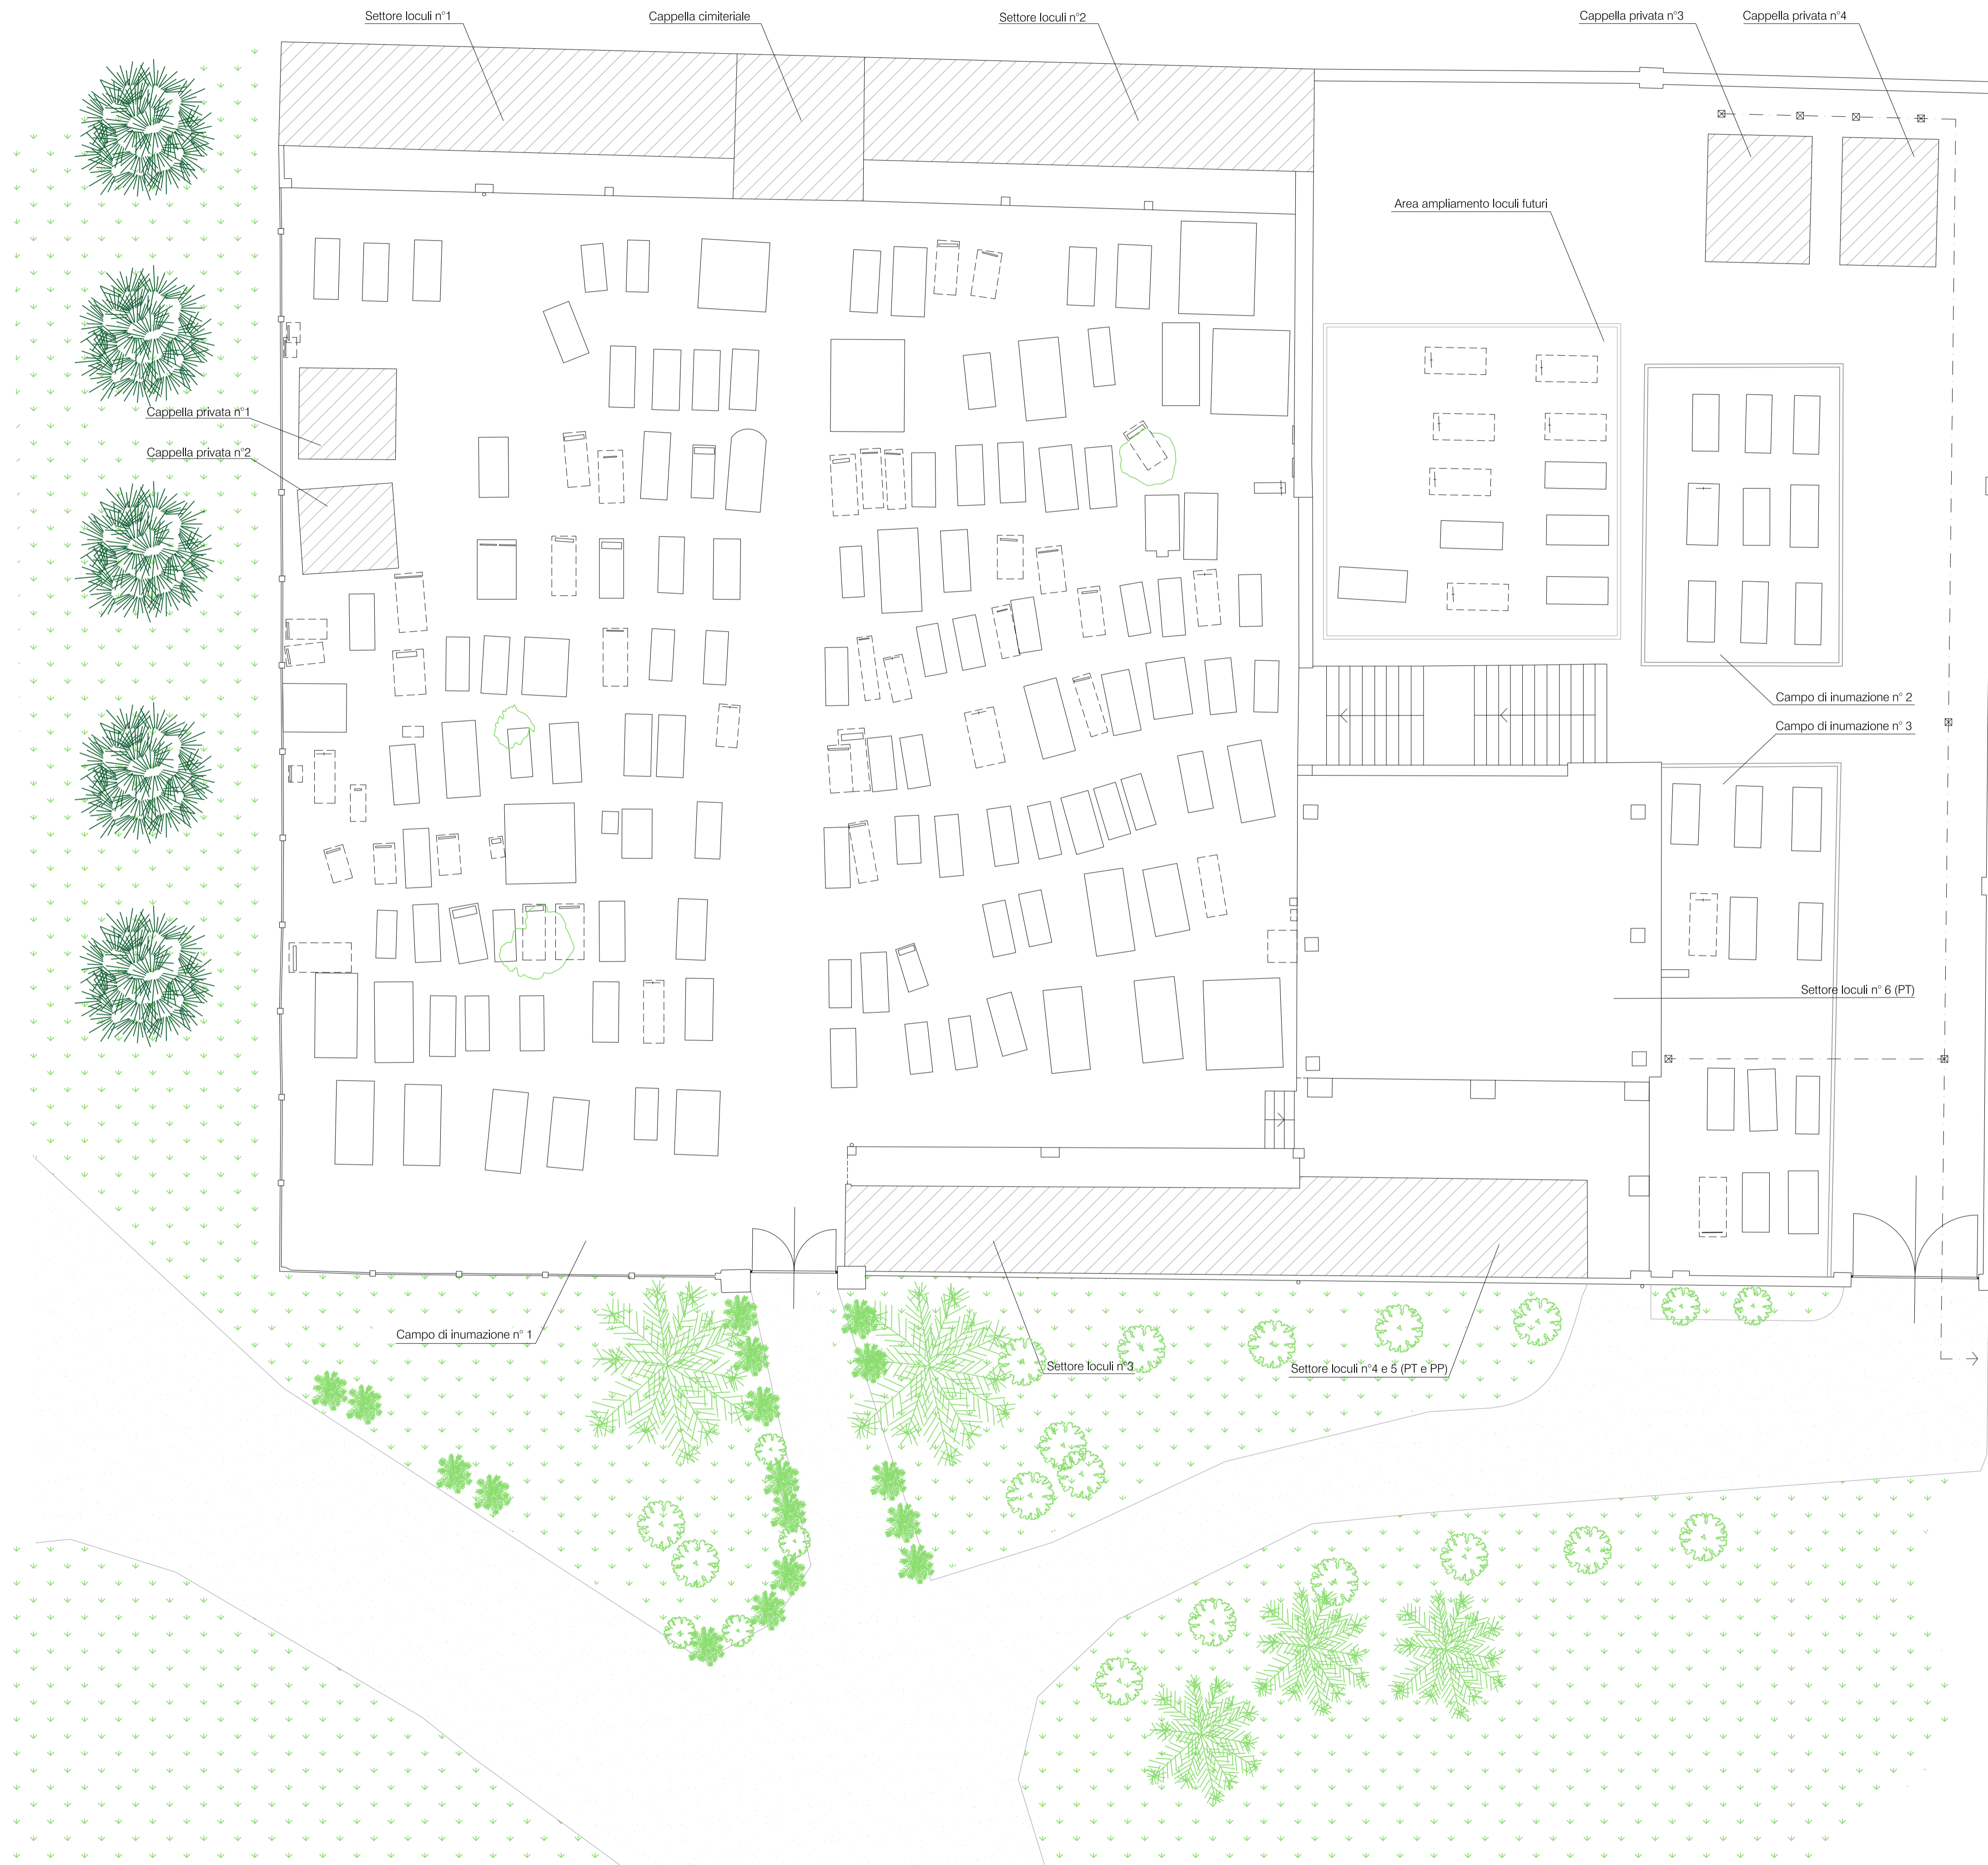 Settore loculi n°1
Cappella cimiteriale
Settore loculi n°2
Cappella privata n°3
Cappella privata n°4
Area ampliamento loculi futuri
Cappella privata n°1
Cappella privata n°2
Campo di inumazione n° 2
Campo di inumazione n° 3
Settore loculi n° 6 (PT)
Campo di inumazione n° 1
Settore loculi n°3
Settore loculi n°4 e 5 (PT e PP)